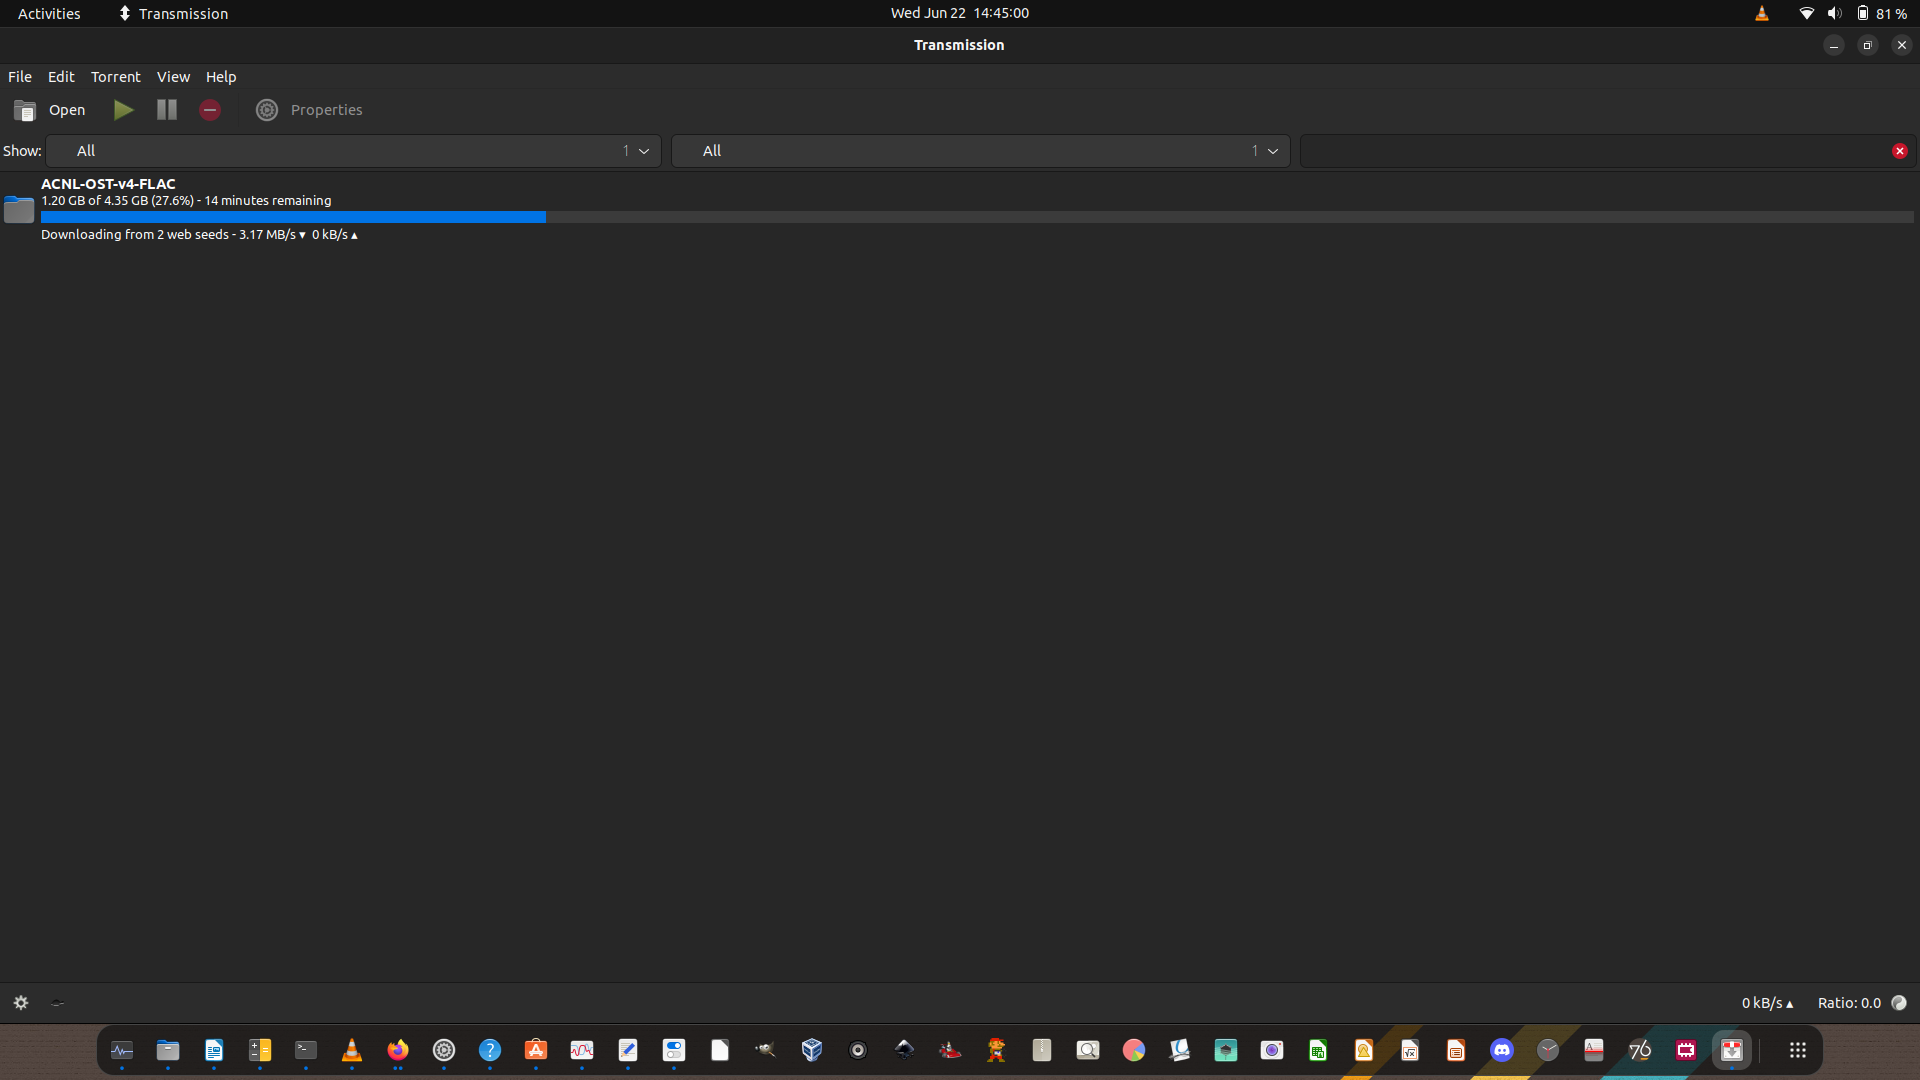 Activities Transmission Wed Jun 22 14:45:00 81 %
Transmission
File Edit Torrent View Help
Open Properties
Show: All 1 All 1
ACNL-OST-v4-FLAC
1.20 GB of 4.35 GB (27.6%) - 14 minutes remaining
Downloading from 2 web seeds - 3.17 MB/s ▾ 0 kB/s ▴
0 kB/s ▴ Ratio: 0.0
76